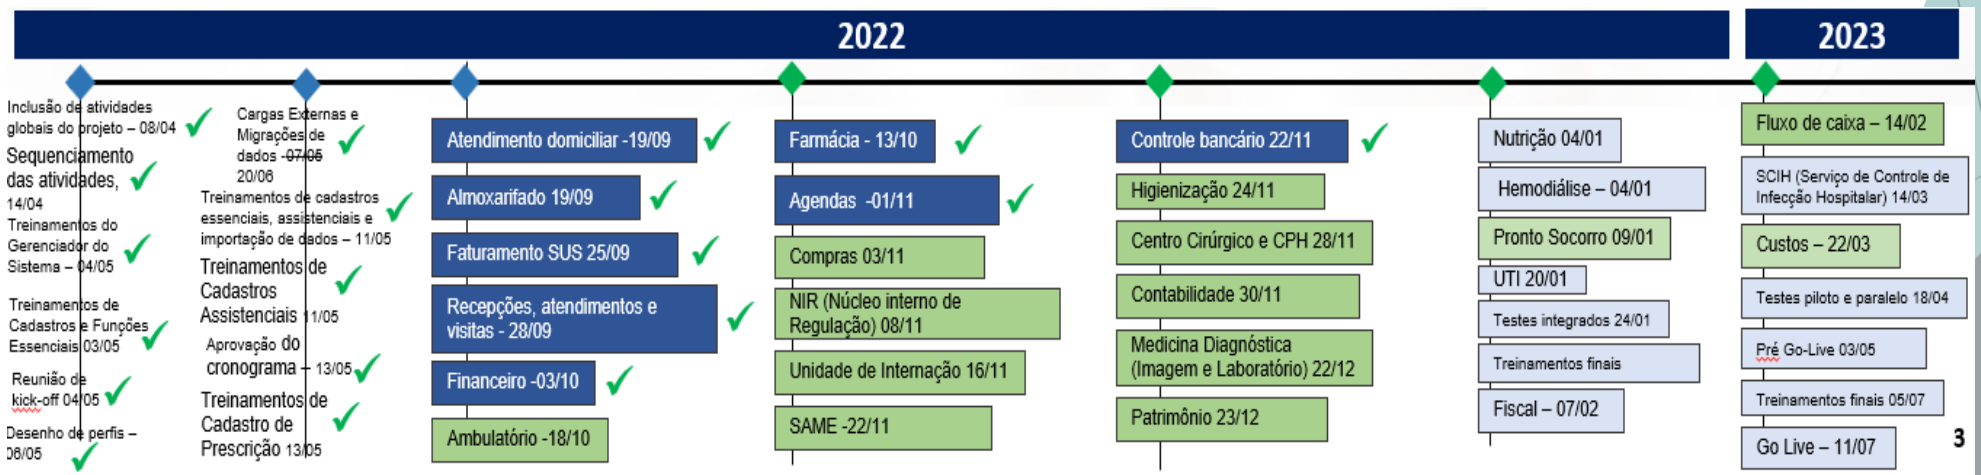 2022
2023
Inclusão de atividades
globais do projeto – 08/04
Sequenciamento
das atividades,
14/04
Treinamentos do
Gerenciador do
Sistema – 04/05
Treinamentos de
Cadastros e Funções
Essenciais 03/05
Reunião de
kick-off 04/05
Desenho de perfis –
06/05
Cargas Externas e
Migrações de
dados -07/05
20/06
Treinamentos de cadastros
essenciais, assistenciais e
importação de dados – 11/05
Treinamentos de
Cadastros
Assistenciais 11/05
Aprovação do
cronograma – 13/05
Treinamentos de
Cadastro de
Prescrição 13/05
Atendimento domiciliar -19/09
Almoxarifado 19/09
Faturamento SUS 25/09
Recepções, atendimentos e
visitas - 28/09
Financeiro -03/10
Ambulatório -18/10
Farmácia - 13/10
Agendas -01/11
Compras 03/11
NIR (Núcleo interno de
Regulação) 08/11
Unidade de Internação 16/11
SAME -22/11
Controle bancário 22/11
Higienização 24/11
Centro Cirúrgico e CPH 28/11
Contabilidade 30/11
Medicina Diagnóstica
(Imagem e Laboratório) 22/12
Patrimônio 23/12
Nutrição 04/01
Hemodiálise – 04/01
Pronto Socorro 09/01
UTI 20/01
Testes integrados 24/01
Treinamentos finais
Fiscal – 07/02
Fluxo de caixa – 14/02
SCIH (Serviço de Controle de
Infecção Hospitalar) 14/03
Custos – 22/03
Testes piloto e paralelo 18/04
Pré Go-Live 03/05
Treinamentos finais 05/07
Go Live – 11/07
3